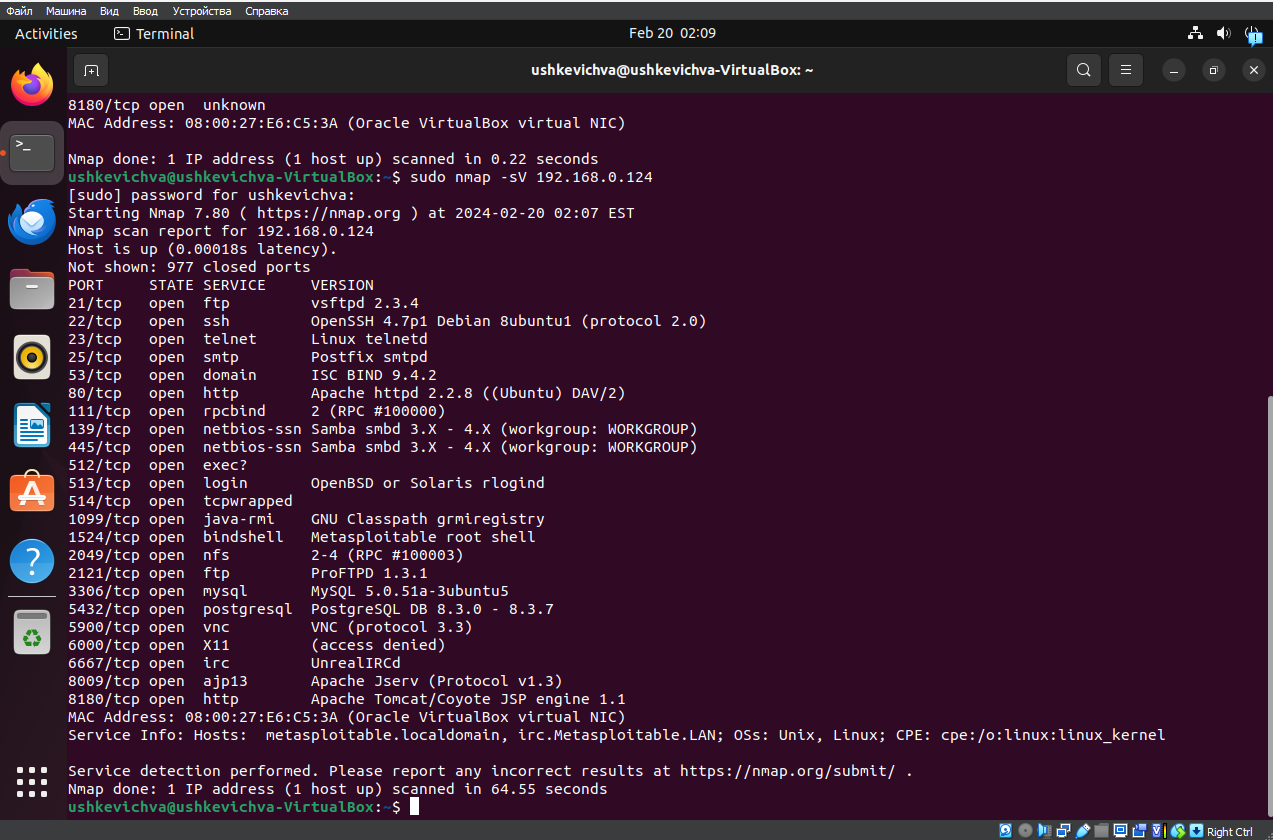 Файл Машина Вид Ввод Устройства Справка
Activities Terminal Feb 20 02:09
ushkevichva@ushkevichva-VirtualBox: ~
8180/tcp open  unknown
MAC Address: 08:00:27:E6:C5:3A (Oracle VirtualBox virtual NIC)
Nmap done: 1 IP address (1 host up) scanned in 0.22 seconds
ushkevichva@ushkevichva-VirtualBox:~$ sudo nmap -sV 192.168.0.124
[sudo] password for ushkevichva:
Starting Nmap 7.80 ( https://nmap.org ) at 2024-02-20 02:07 EST
Nmap scan report for 192.168.0.124
Host is up (0.00018s latency).
Not shown: 977 closed ports
PORT     STATE SERVICE     VERSION
21/tcp   open  ftp         vsftpd 2.3.4
22/tcp   open  ssh         OpenSSH 4.7p1 Debian 8ubuntu1 (protocol 2.0)
23/tcp   open  telnet      Linux telnetd
25/tcp   open  smtp        Postfix smtpd
53/tcp   open  domain      ISC BIND 9.4.2
80/tcp   open  http        Apache httpd 2.2.8 ((Ubuntu) DAV/2)
111/tcp  open  rpcbind     2 (RPC #100000)
139/tcp  open  netbios-ssn Samba smbd 3.X - 4.X (workgroup: WORKGROUP)
445/tcp  open  netbios-ssn Samba smbd 3.X - 4.X (workgroup: WORKGROUP)
512/tcp  open  exec?
513/tcp  open  login       OpenBSD or Solaris rlogind
514/tcp  open  tcpwrapped
1099/tcp open  java-rmi    GNU Classpath grmiregistry
1524/tcp open  bindshell   Metasploitable root shell
2049/tcp open  nfs         2-4 (RPC #100003)
2121/tcp open  ftp         ProFTPD 1.3.1
3306/tcp open  mysql       MySQL 5.0.51a-3ubuntu5
5432/tcp open  postgresql  PostgreSQL DB 8.3.0 - 8.3.7
5900/tcp open  vnc         VNC (protocol 3.3)
6000/tcp open  X11         (access denied)
6667/tcp open  irc         UnrealIRCd
8009/tcp open  ajp13       Apache Jserv (Protocol v1.3)
8180/tcp open  http        Apache Tomcat/Coyote JSP engine 1.1
MAC Address: 08:00:27:E6:C5:3A (Oracle VirtualBox virtual NIC)
Service Info: Hosts:  metasploitable.localdomain, irc.Metasploitable.LAN; OSs: Unix, Linux; CPE: cpe:/o:linux:linux_kernel
Service detection performed. Please report any incorrect results at https://nmap.org/submit/ .
Nmap done: 1 IP address (1 host up) scanned in 64.55 seconds
ushkevichva@ushkevichva-VirtualBox:~$
Right Ctrl